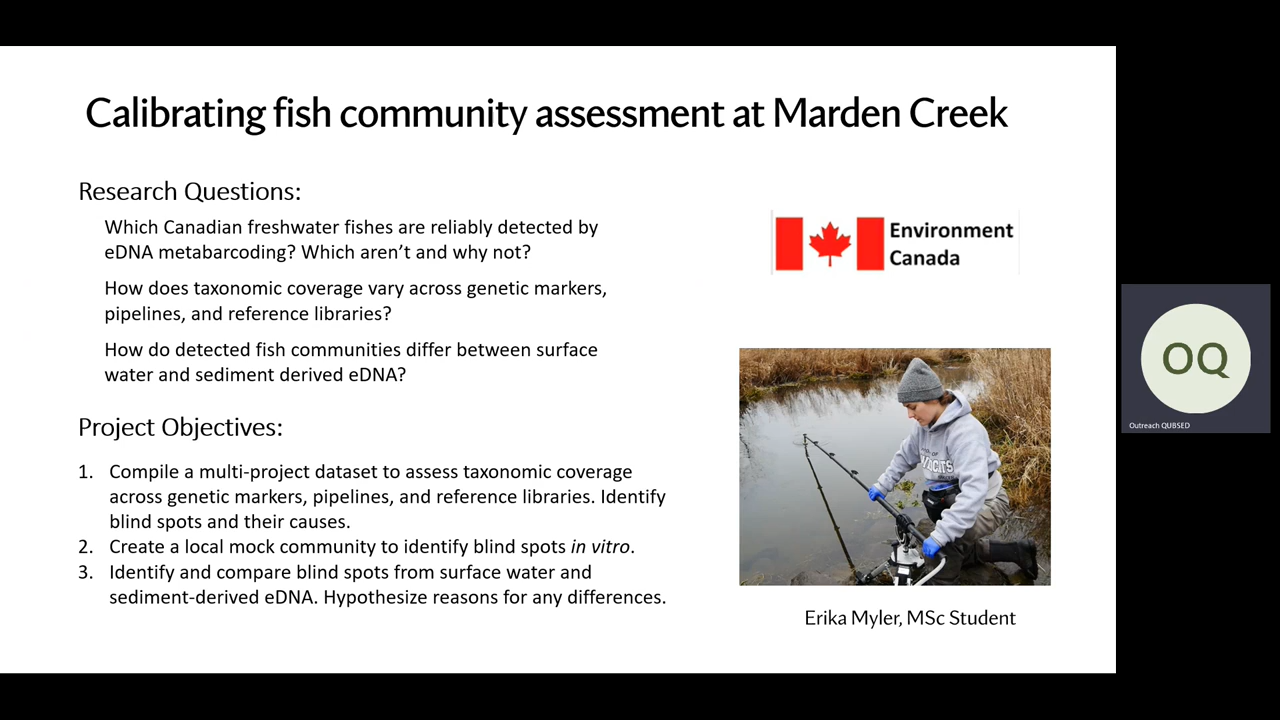 Calibrating fish community assessment at Marden Creek
Research Questions:
Which Canadian freshwater fishes are reliably detected by
eDNA metabarcoding? Which aren’t and why not?
How does taxonomic coverage vary across genetic markers,
pipelines, and reference libraries?
How do detected fish communities differ between surface
water and sediment derived eDNA?
Project Objectives:
1. Compile a multi-project dataset to assess taxonomic coverage
across genetic markers, pipelines, and reference libraries. Identify
blind spots and their causes.
2. Create a local mock community to identify blind spots in vitro.
3. Identify and compare blind spots from surface water and
sediment-derived eDNA. Hypothesize reasons for any differences.
Environment
Canada
Erika Myler, MSc Student
OQ
Outreach QUBSED